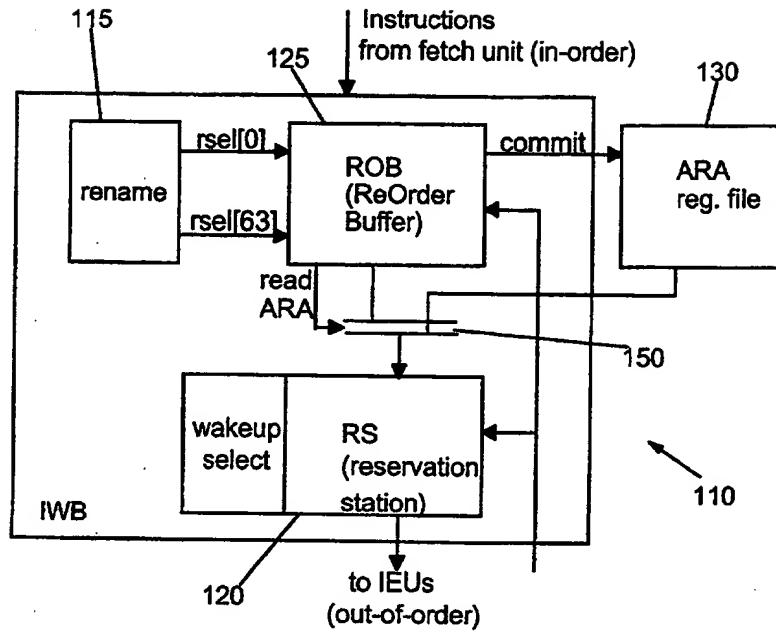 115
Instructions
from fetch unit (in-order)
125
130
rsel[0]
rename
rsel[63]
ROB
(ReOrder
Buffer)
commit
ARA
reg. file
read
ARA
150
wakeup
select
RS
(reservation
station)
IWB
110
120
to IEUs
(out-of-order)